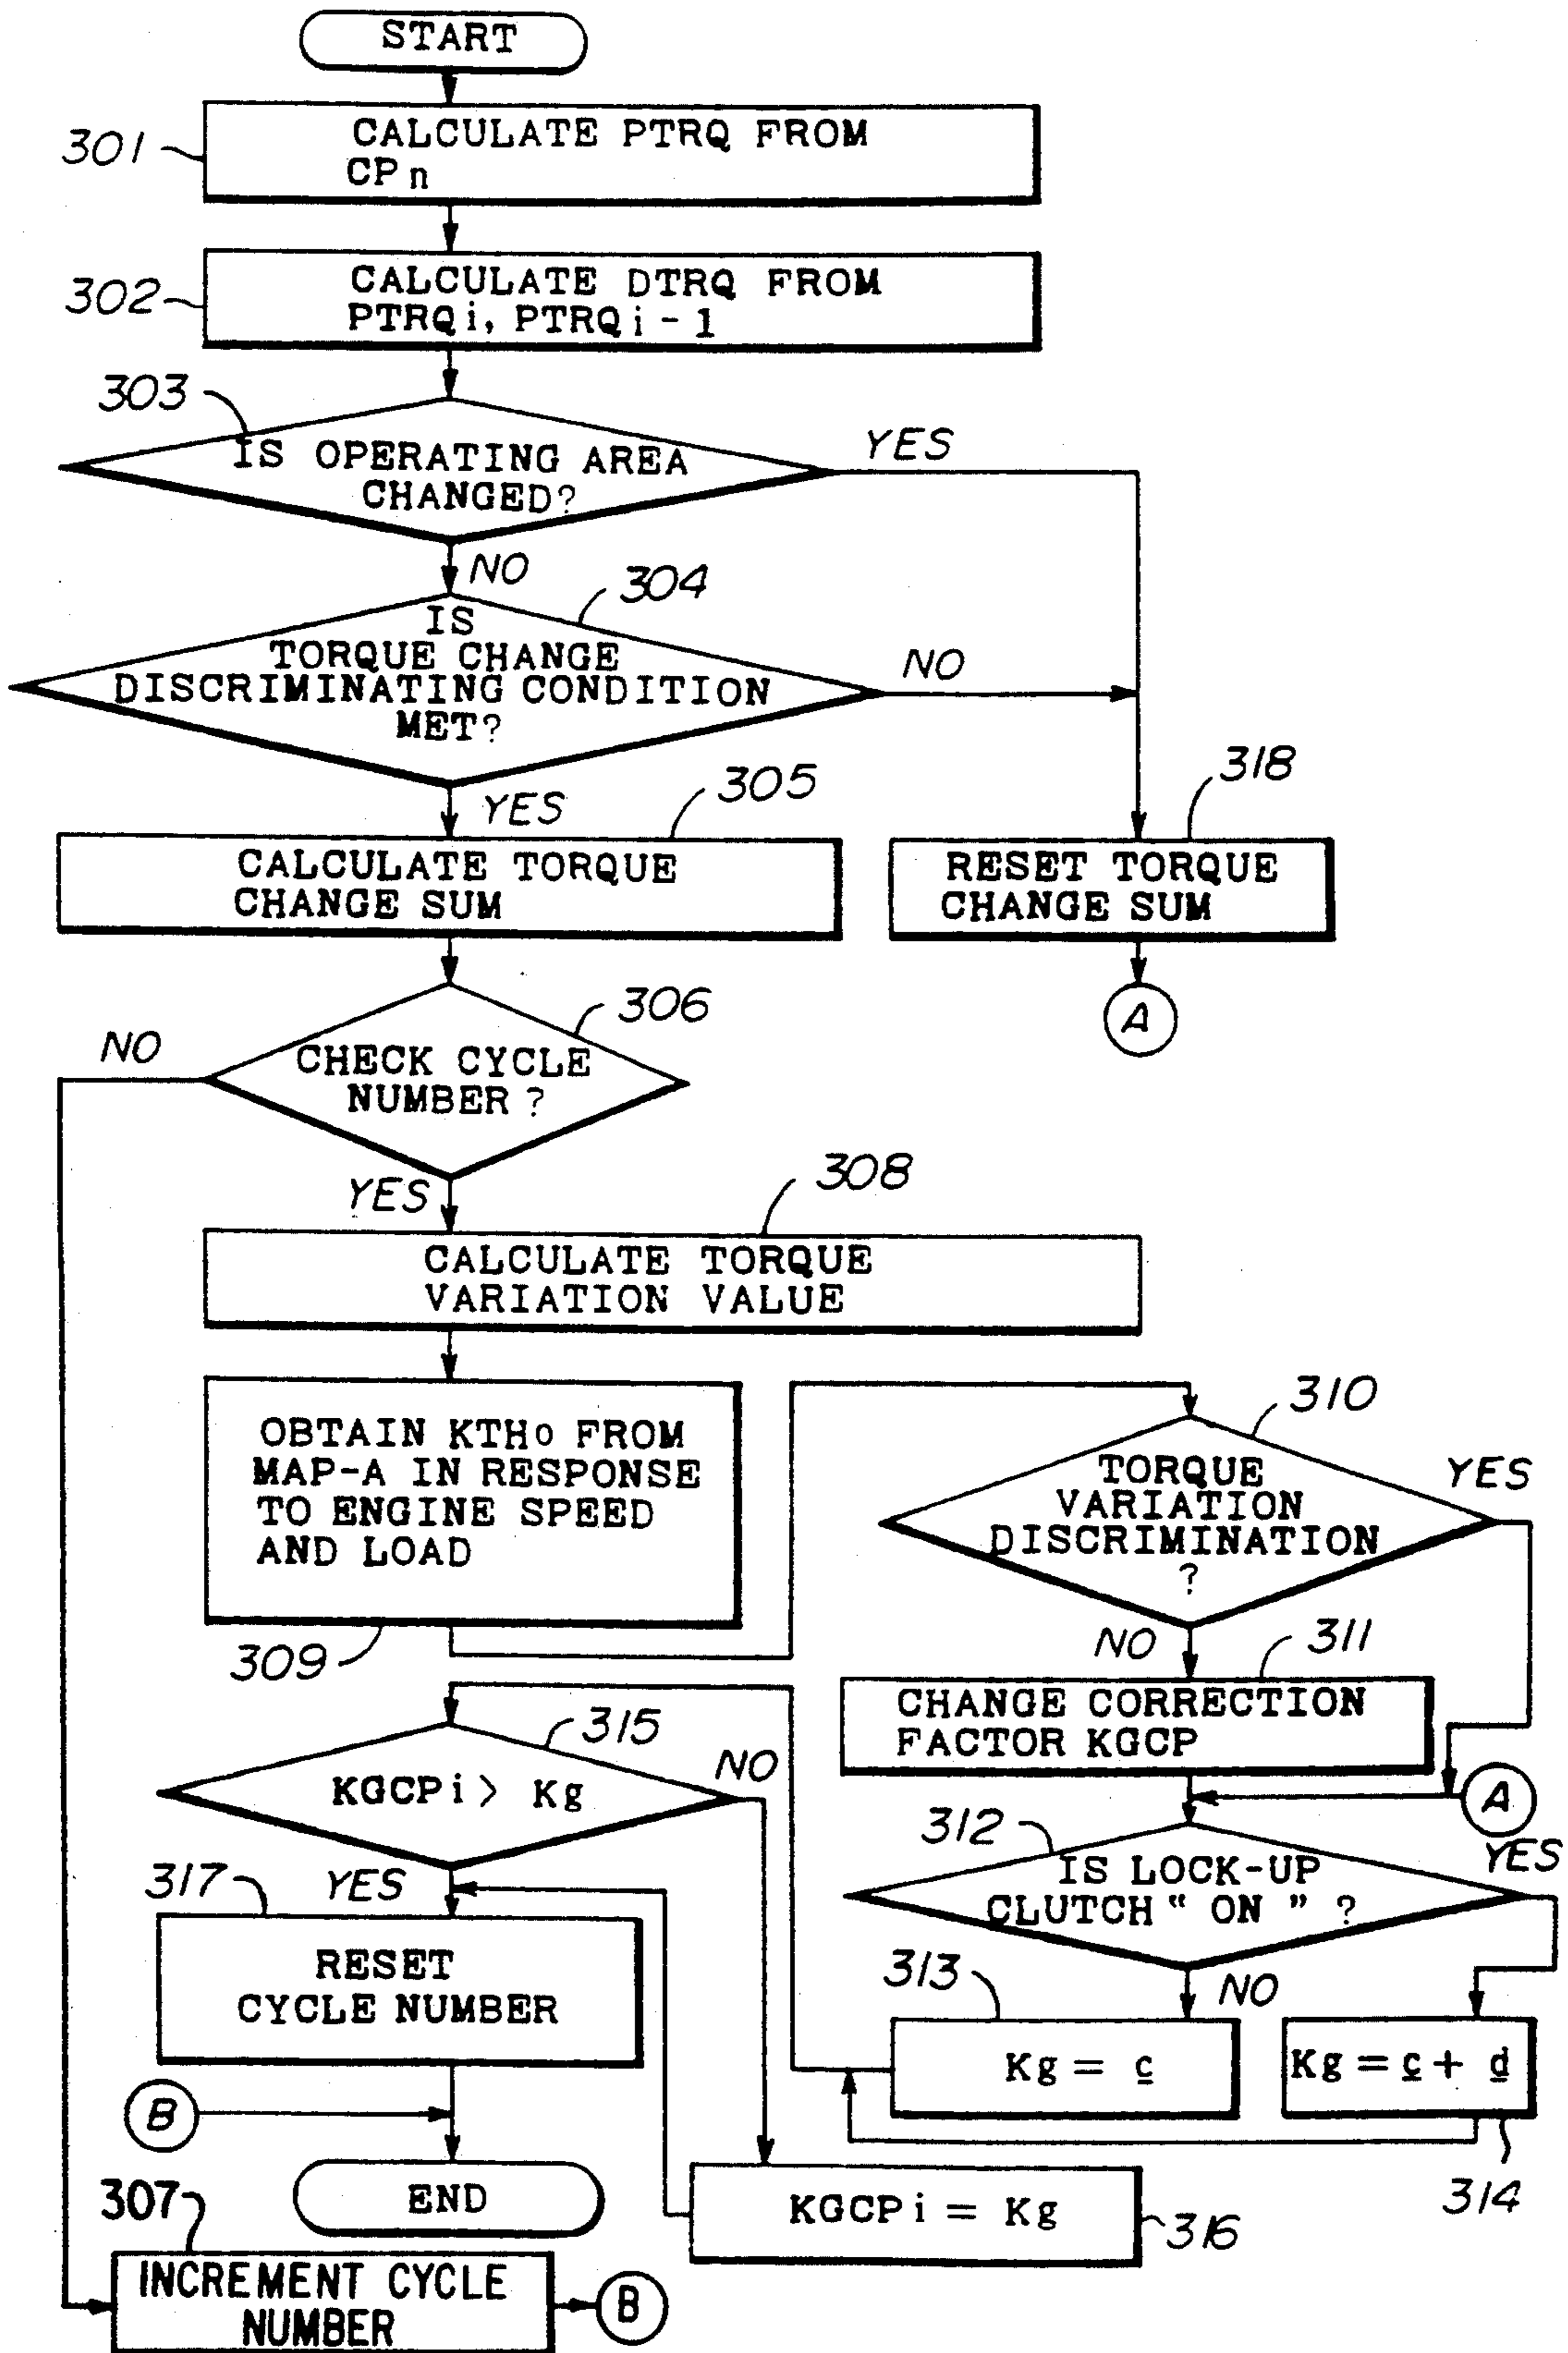 START
301
CALCULATE PTRQ FROM
CPn
302
CALCULATE DTRQ FROM
PTRQi, PTRQi-1
303
IS OPERATING AREA
CHANGED?
YES
NO
304
IS
TORQUE CHANGE
DISCRIMINATING CONDITION
MET?
NO
YES
305
CALCULATE TORQUE
CHANGE SUM
318
RESET TORQUE
CHANGE SUM
A
306
NO
CHECK CYCLE
NUMBER ?
YES
308
CALCULATE TORQUE
VARIATION VALUE
OBTAIN KTH0 FROM
MAP-A IN RESPONSE
TO ENGINE SPEED
AND LOAD
309
310
TORQUE
VARIATION
DISCRIMINATION
?
YES
NO
311
CHANGE CORRECTION
FACTOR KGCP
A
315
KGCPi > Kg
NO
YES
312
IS LOCK-UP
CLUTCH " ON " ?
YES
NO
317
RESET
CYCLE NUMBER
313
Kg = c
Kg = c + d
314
B
END
KGCPi = Kg
316
307
INCREMENT CYCLE
NUMBER
B